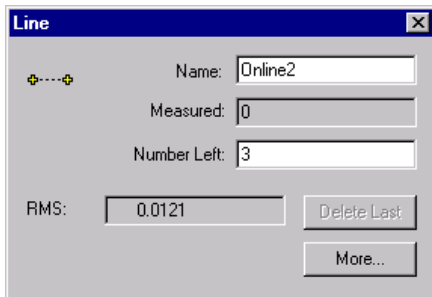 Line
Name: Online2
Measured: 0
Number Left: 3
RMS: 0.0121
Delete Last
More...